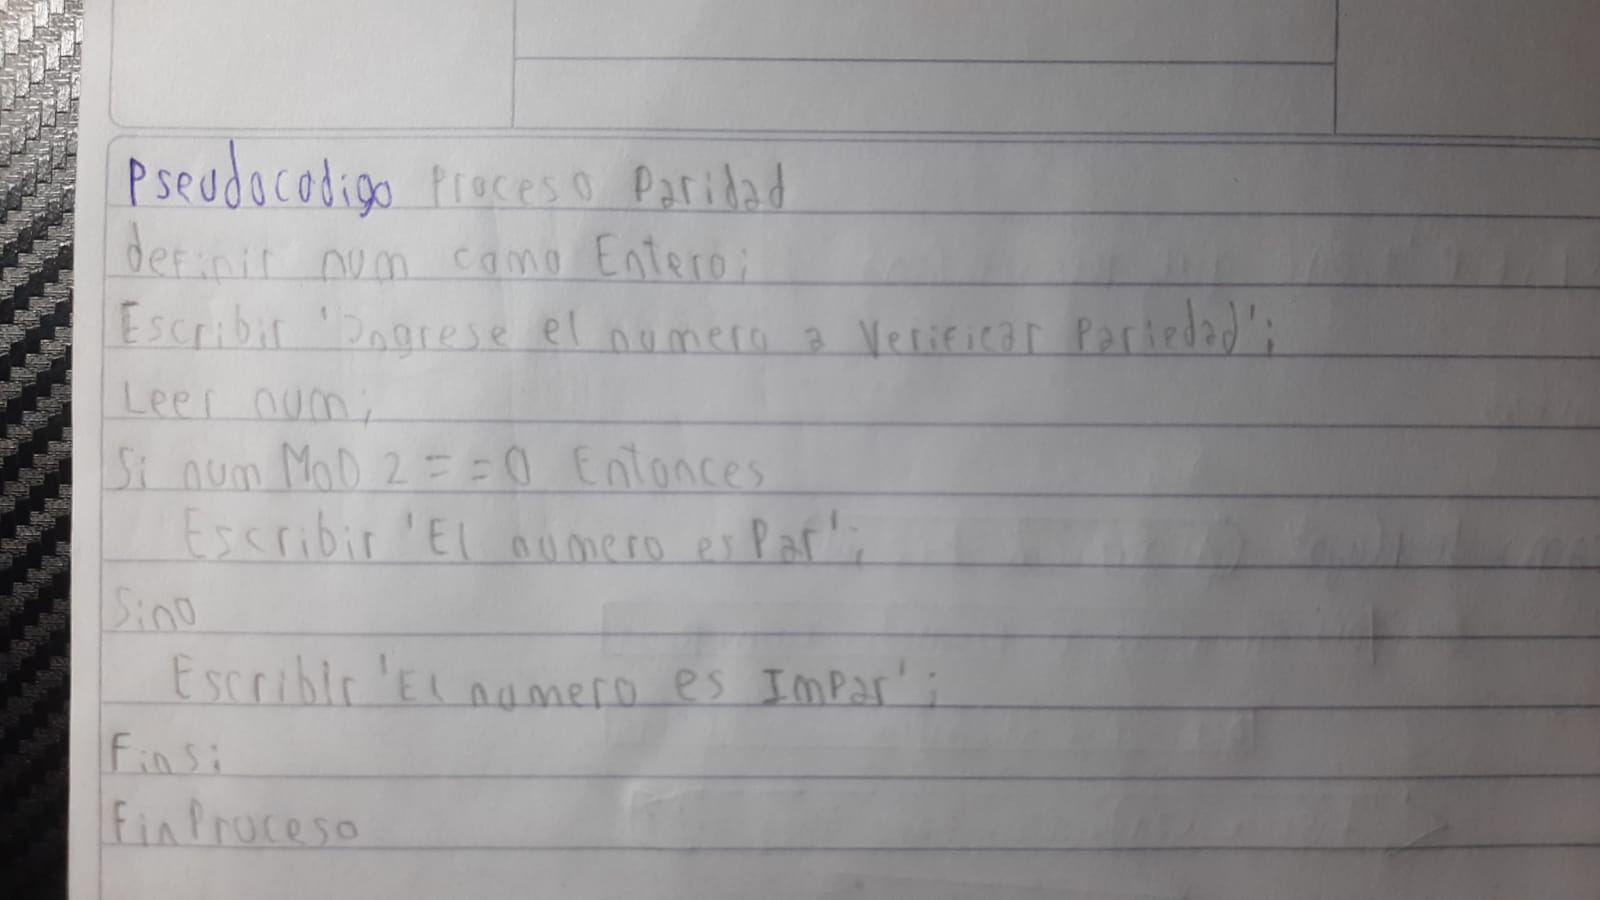 Pseudocodigo Proceso Paridad
definir num como Entero;
Escribir 'Ingrese el numero a Verificar Pariedad';
Leer num;
Si num MOD 2 = = 0 Entonces
Escribir 'El numero es Par';
Sino
Escribir 'El numero es Impar';
FinSi
FinProceso